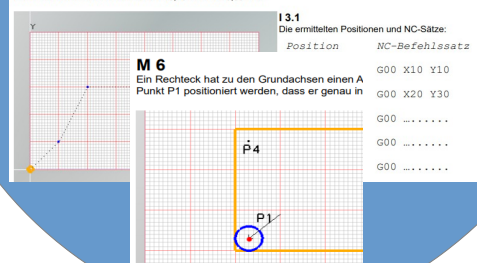 Y
I 3.1
Die ermittelten Positionen und NC-Sätze:
Position NC-Befehlssatz
G00 X10 Y10
G00 X20 Y30
G00 ........
G00 ........
G00 ........
M 6
Ein Rechteck hat zu den Grundachsen einen A
Punkt P1 positioniert werden, dass er genau in
P4
P1